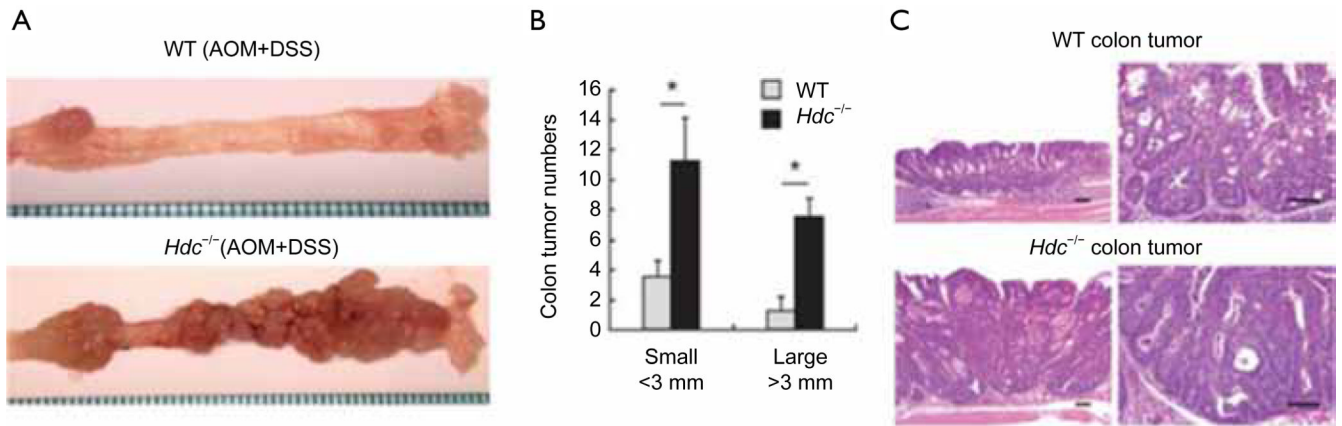 A
WT (AOM+DSS)
Hdc⁻/⁻(AOM+DSS)
B
Colon tumor numbers
16
14
12
10
8
6
4
2
0
*
*
WT
Hdc⁻/⁻
Small
<3 mm
Large
>3 mm
C
WT colon tumor
Hdc⁻/⁻ colon tumor